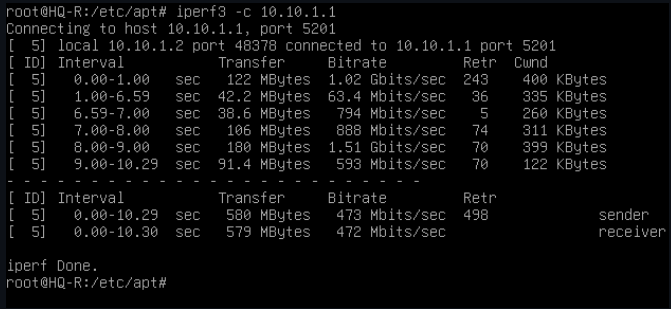 root@HQ-R:/etc/apt# iperf3 -c 10.10.1.1
Connecting to host 10.10.1.1, port 5201
[  5] local 10.10.1.2 port 48378 connected to 10.10.1.1 port 5201
[ ID] Interval           Transfer     Bitrate         Retr  Cwnd
[  5]   0.00-1.00   sec   122 MBytes  1.02 Gbits/sec  243    400 KBytes
[  5]   1.00-6.59   sec  42.2 MBytes  63.4 Mbits/sec   36    335 KBytes
[  5]   6.59-7.00   sec  38.6 MBytes   794 Mbits/sec    5    260 KBytes
[  5]   7.00-8.00   sec   106 MBytes   888 Mbits/sec   74    311 KBytes
[  5]   8.00-9.00   sec   180 MBytes  1.51 Gbits/sec   70    399 KBytes
[  5]   9.00-10.29  sec  91.4 MBytes   593 Mbits/sec   70    122 KBytes
- - - - - - - - - - - - - - - - - - - - - - - - -
[ ID] Interval           Transfer     Bitrate         Retr
[  5]   0.00-10.29  sec   580 MBytes   473 Mbits/sec  498             sender
[  5]   0.00-10.30  sec   579 MBytes   472 Mbits/sec                  receiver
iperf Done.
root@HQ-R:/etc/apt#